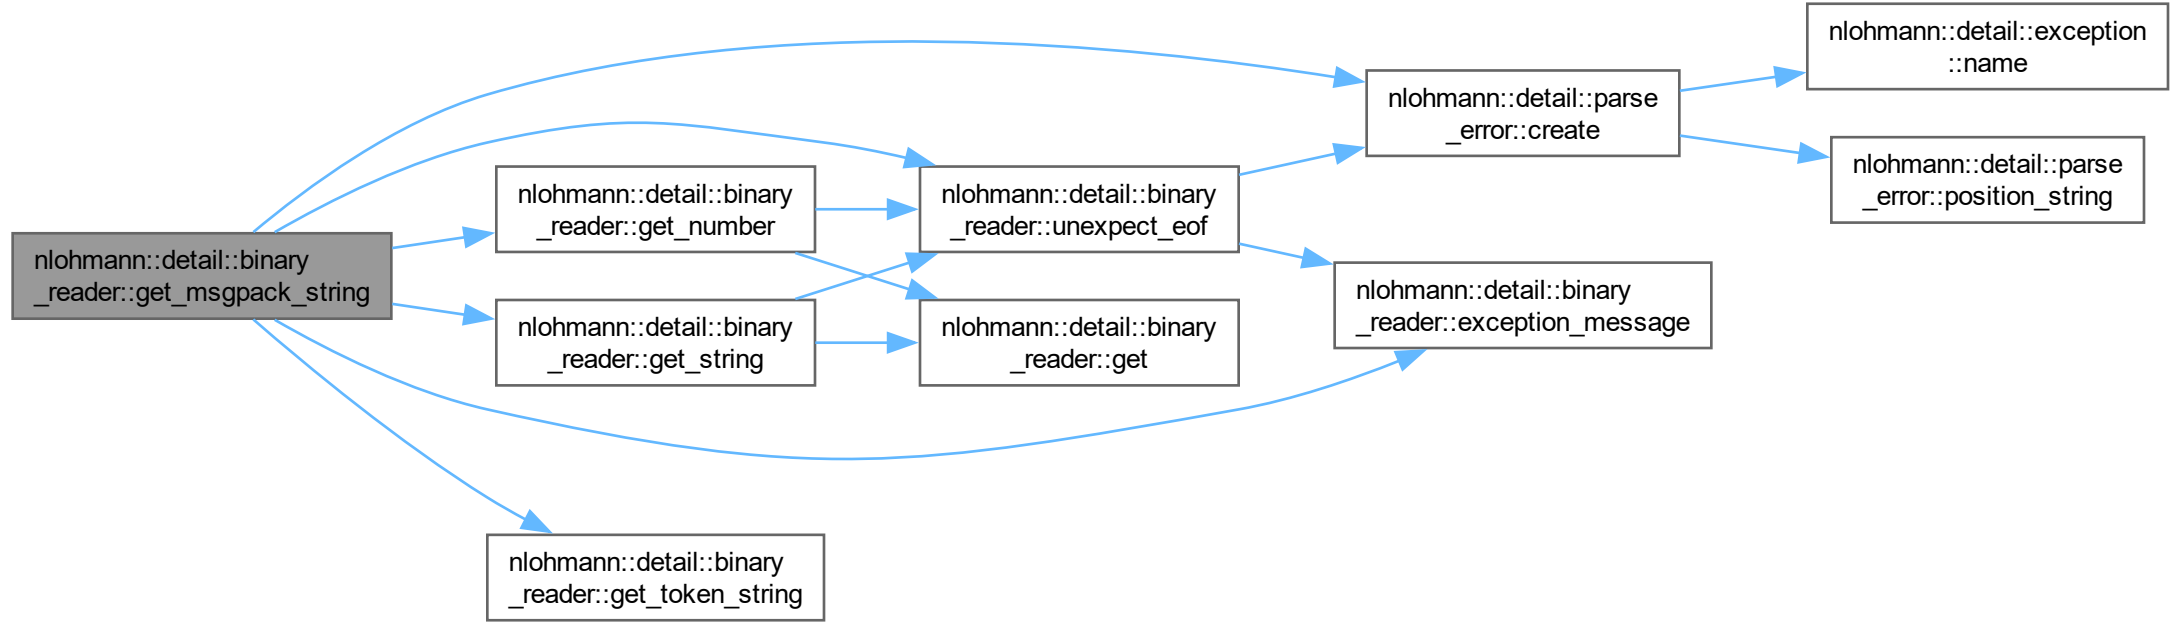 nlohmann::detail::binary
_reader::get_msgpack_string
nlohmann::detail::binary
_reader::get_number
nlohmann::detail::binary
_reader::get_string
nlohmann::detail::binary
_reader::get_token_string
nlohmann::detail::binary
_reader::unexpect_eof
nlohmann::detail::binary
_reader::get
nlohmann::detail::parse
_error::create
nlohmann::detail::binary
_reader::exception_message
nlohmann::detail::exception
::name
nlohmann::detail::parse
_error::position_string